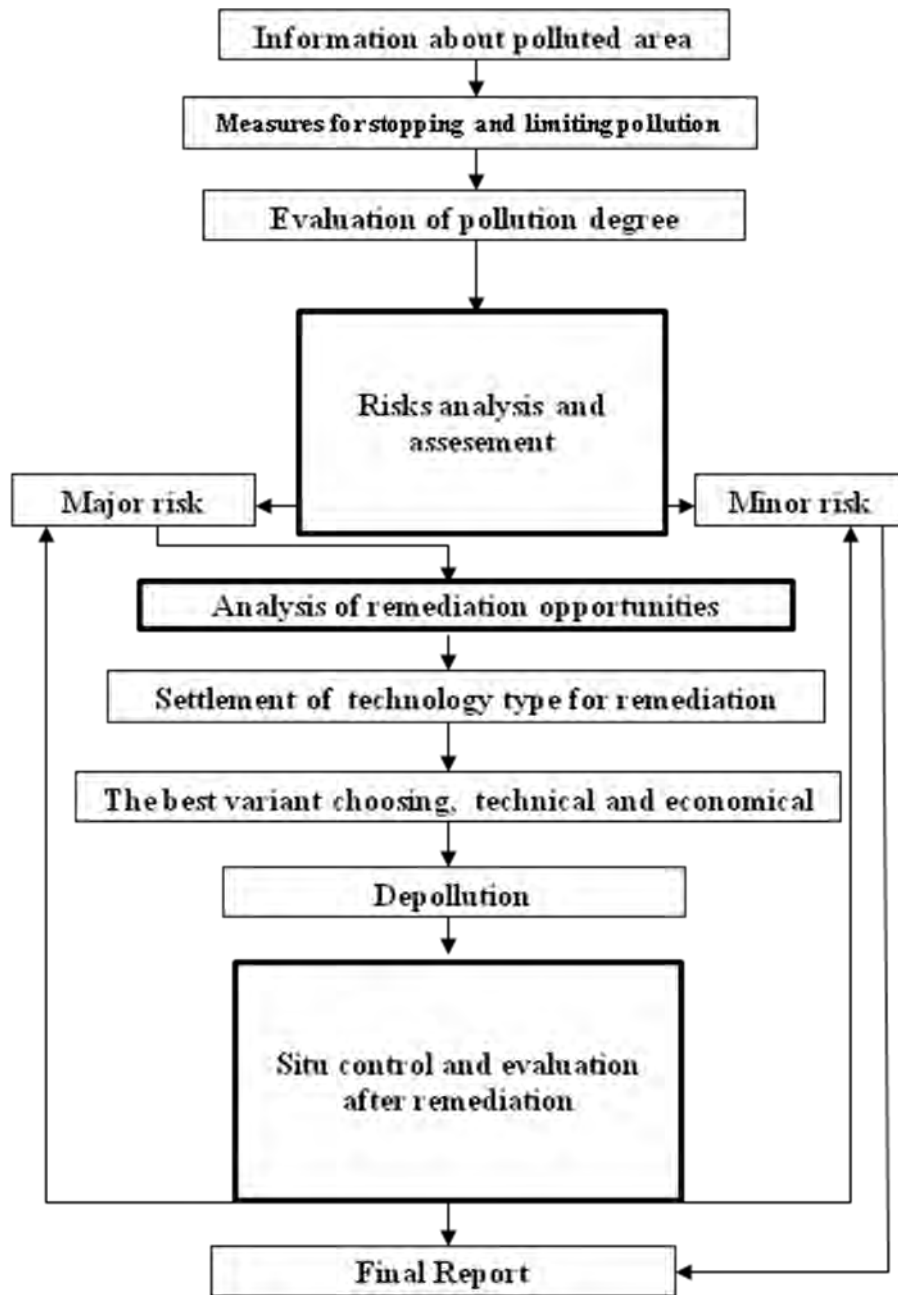 Information about polluted area
Measures for stopping and limiting pollution
Evaluation of pollution degree
Risks analysis and
assesement
Major risk
Minor risk
Analysis of remediation opportunities
Settlement of technology type for remediation
The best variant choosing, technical and economical
Depollution
Situ control and evaluation
after remediation
Final Report